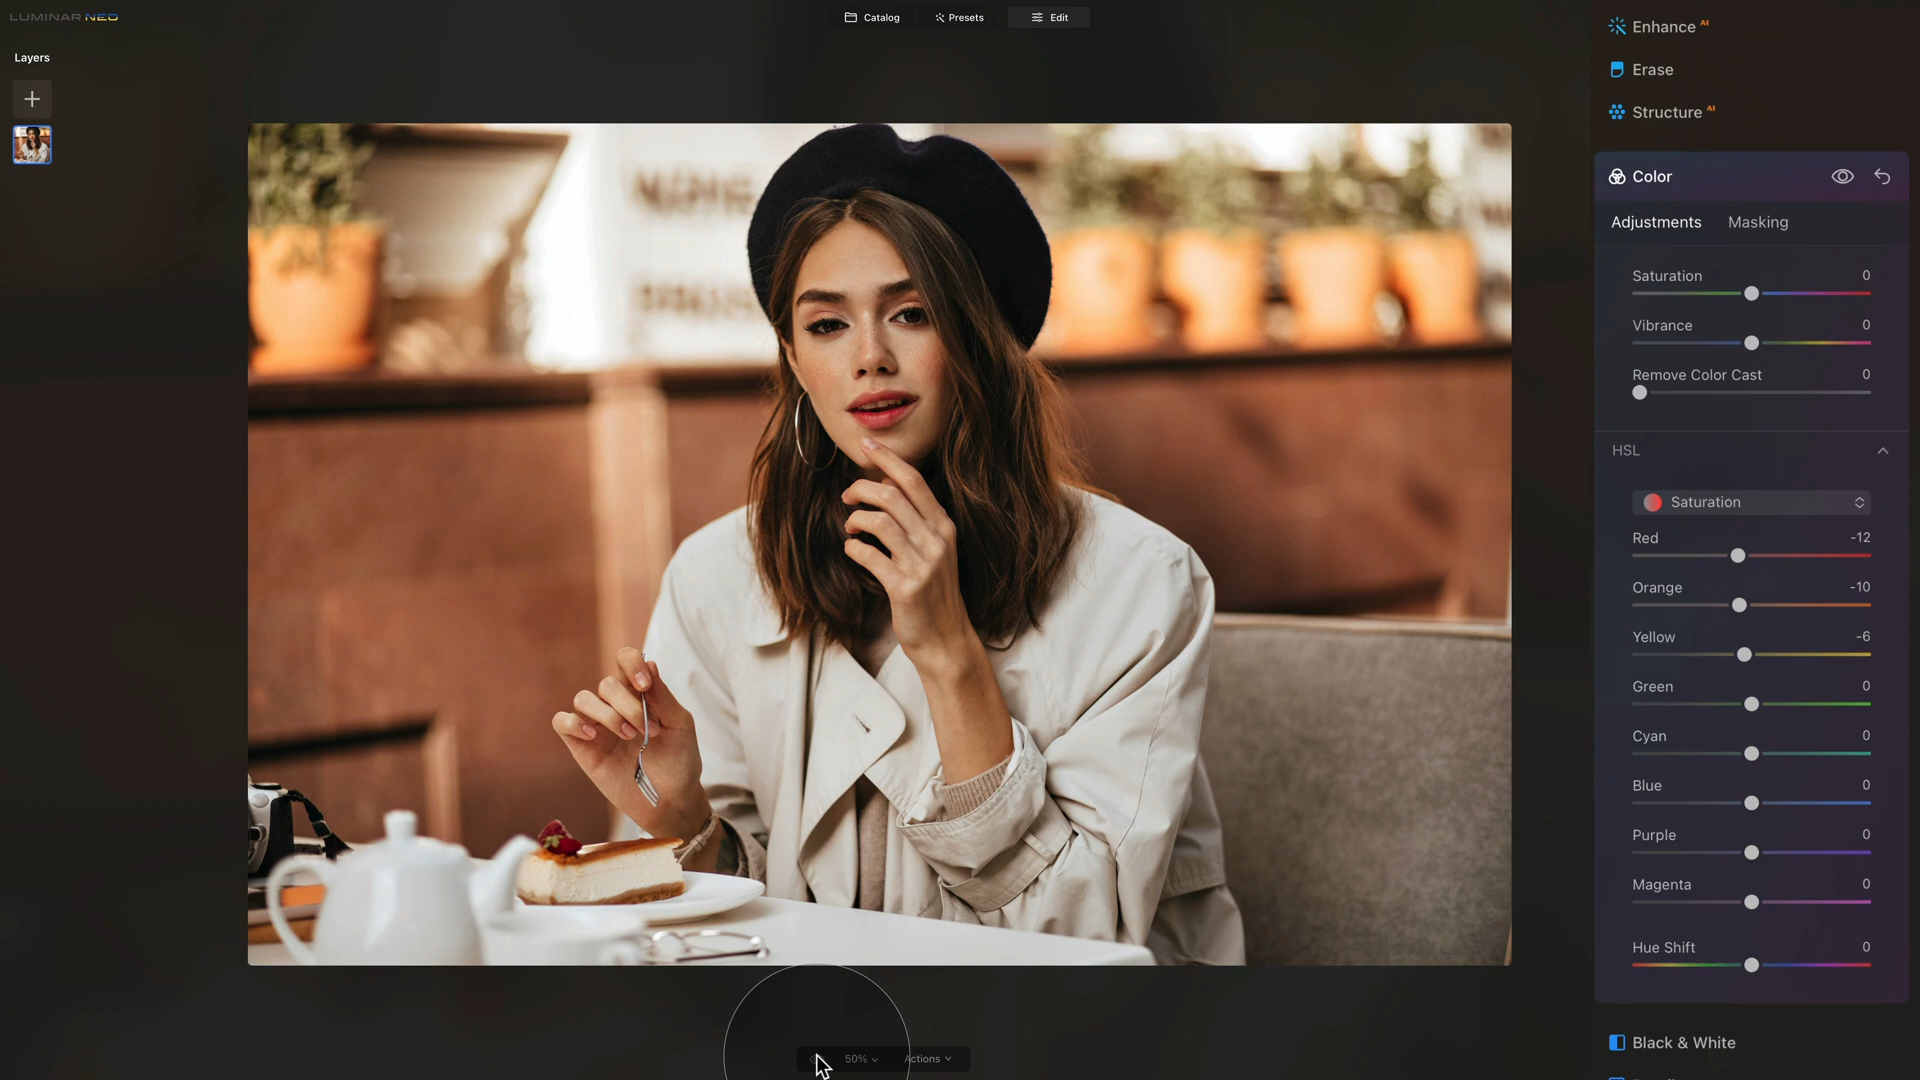 LUMINAR NEO
Catalog
Presets
Edit
Layers
Enhance AI
Erase
Structure AI
Color
Adjustments
Masking
Saturation 0
Vibrance 0
Remove Color Cast 0
HSL
Saturation
Red -12
Orange -10
Yellow -6
Green 0
Cyan 0
Blue 0
Purple 0
Magenta 0
Hue Shift 0
Black & White
50%
Actions